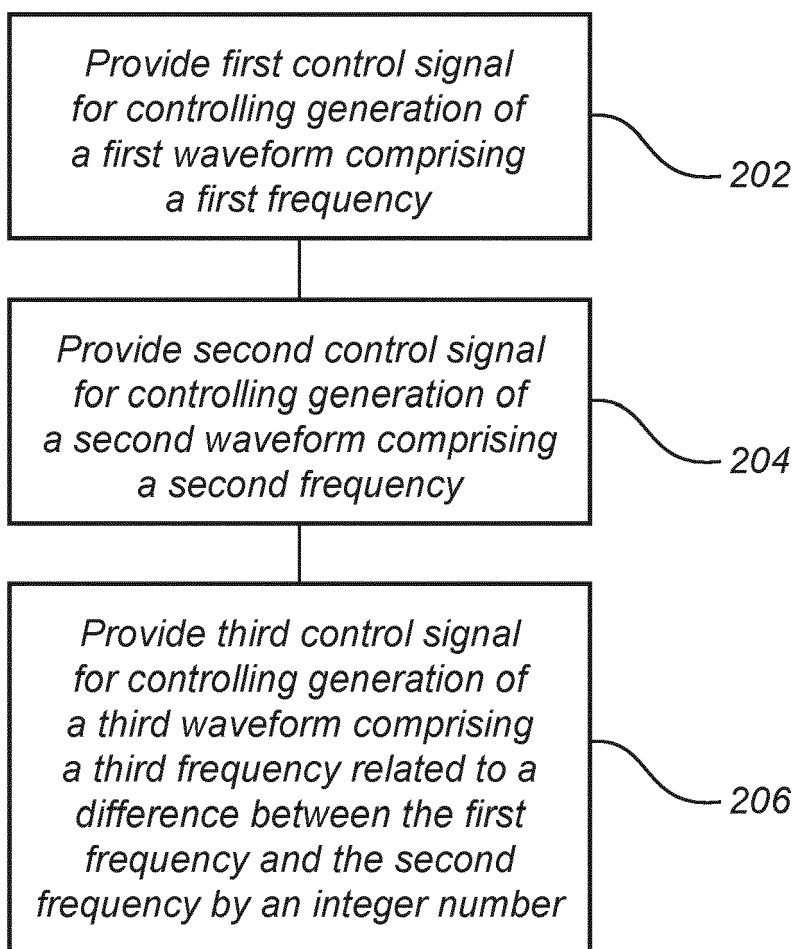 Provide first control signal
for controlling generation of
a first waveform comprising
a first frequency
202
Provide second control signal
for controlling generation of
a second waveform comprising
a second frequency
204
Provide third control signal
for controlling generation of
a third waveform comprising
a third frequency related to a
difference between the first
frequency and the second
frequency by an integer number
206